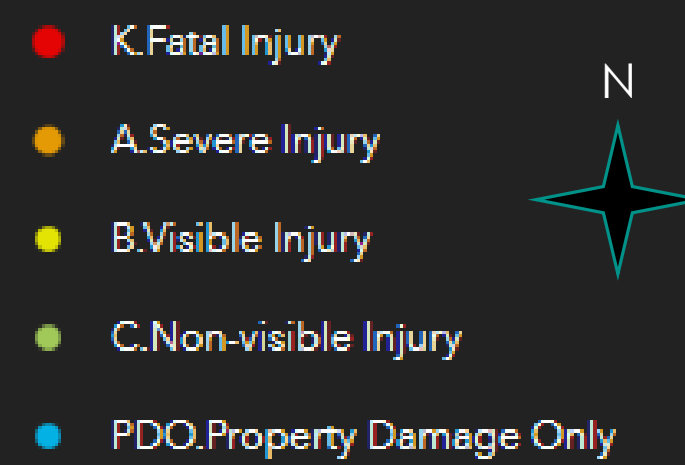 K.Fatal Injury
N
A.Severe Injury
B.Visible Injury
C.Non-visible Injury
PDO.Property Damage Only